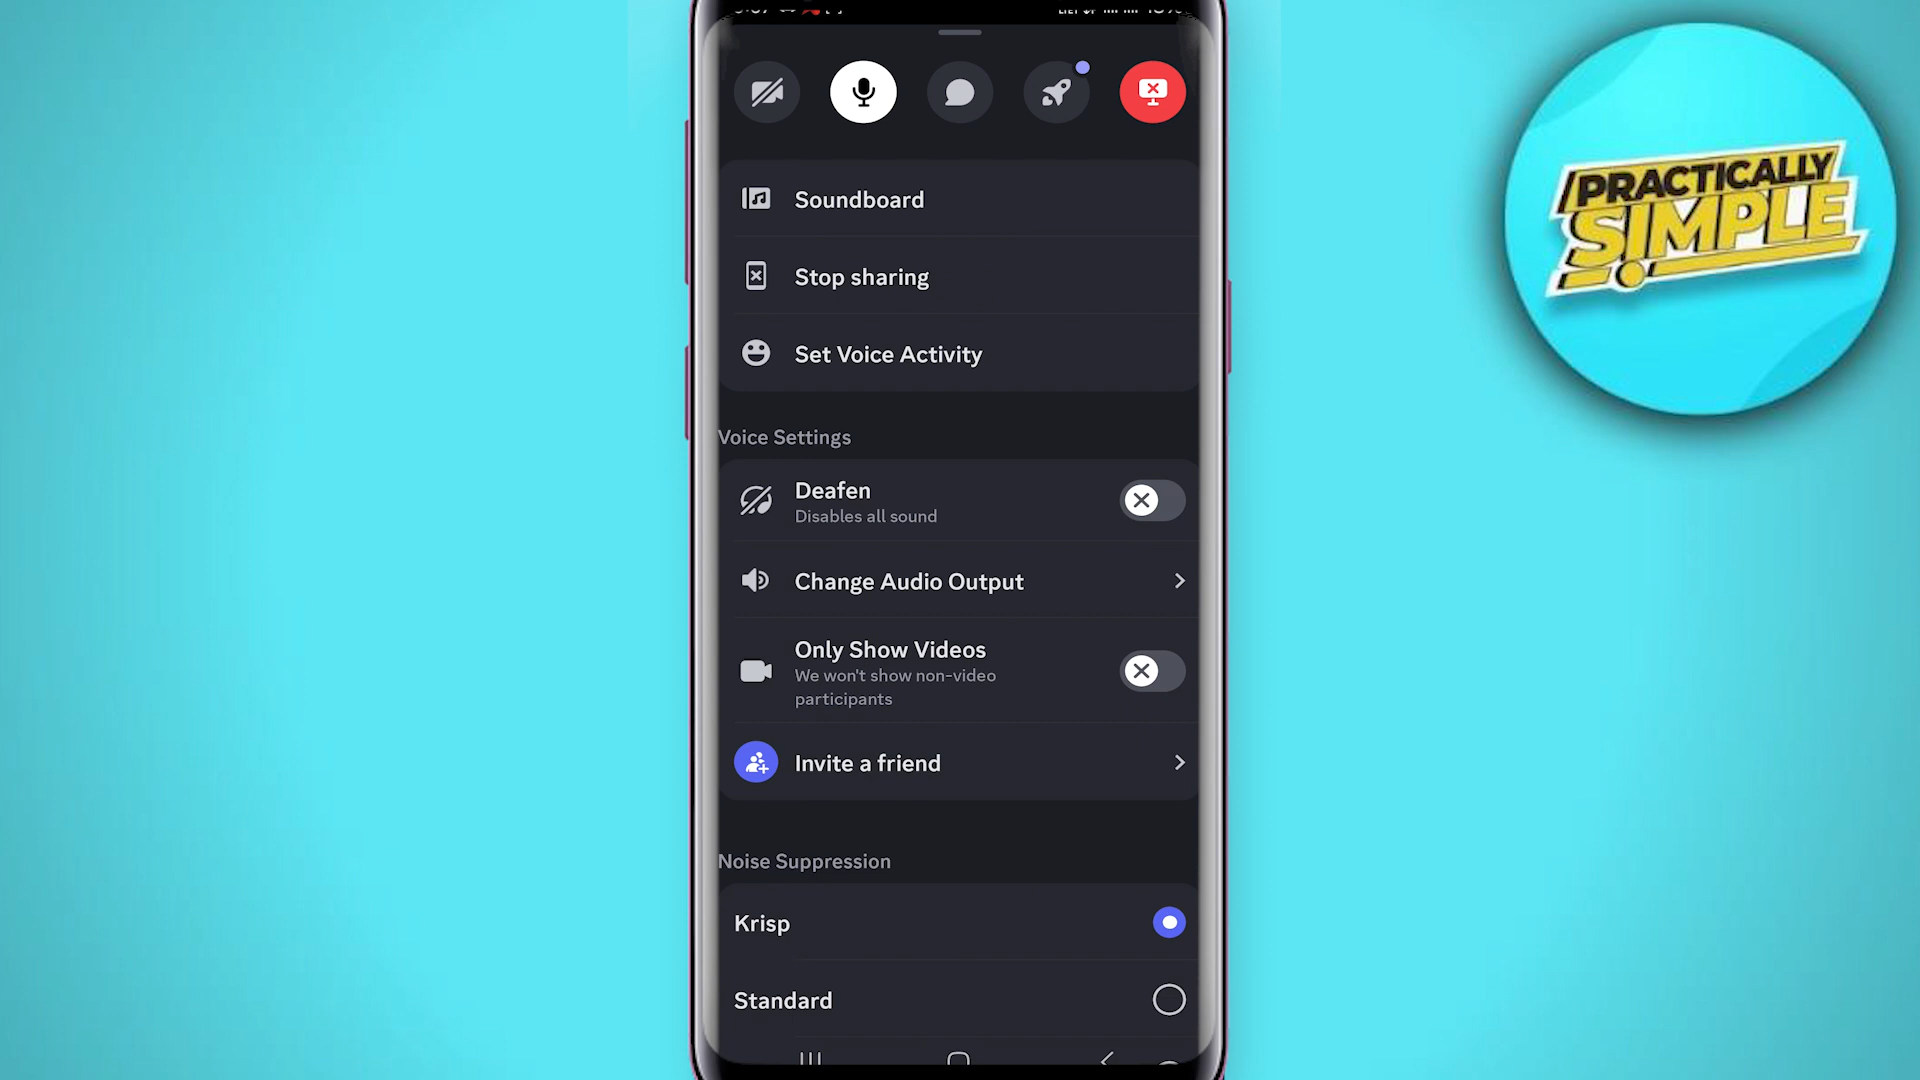 PRACTICALLY
SIMPLE
Soundboard
Stop sharing
Set Voice Activity
Voice Settings
Deafen
Disables all sound
Change Audio Output
Only Show Videos
We won't show non-video
participants
Invite a friend
Noise Suppression
Krisp
Standard